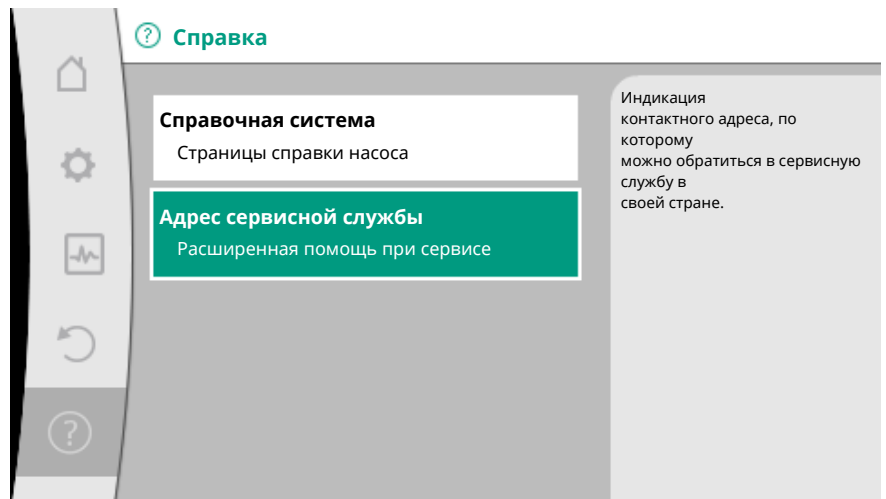 Справка
Справочная система
Страницы справки насоса
Адрес сервисной службы
Расширенная помощь при сервисе
Индикация
контактного адреса, по
которому
можно обратиться в сервисную
службу в
своей стране.